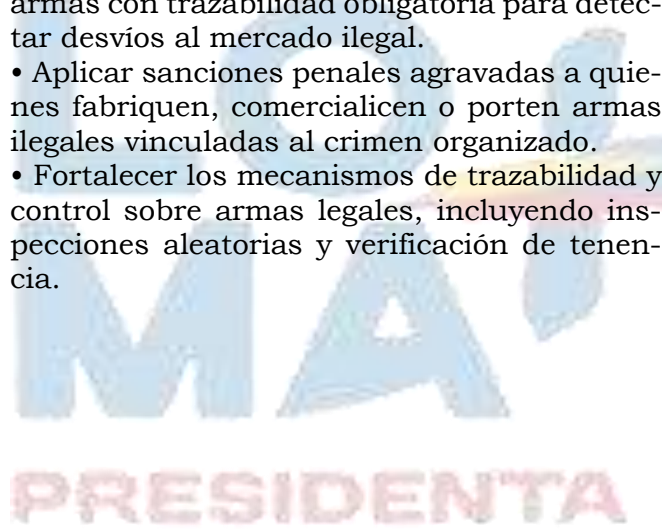 armas con trazabilidad obligatoria para detec-
tar desvíos al mercado ilegal.
• Aplicar sanciones penales agravadas a quie-
nes fabriquen, comercialicen o porten armas
ilegales vinculadas al crimen organizado.
• Fortalecer los mecanismos de trazabilidad y
control sobre armas legales, incluyendo ins-
pecciones aleatorias y verificación de tenen-
cia.
LO
MA
PRESIDENTA